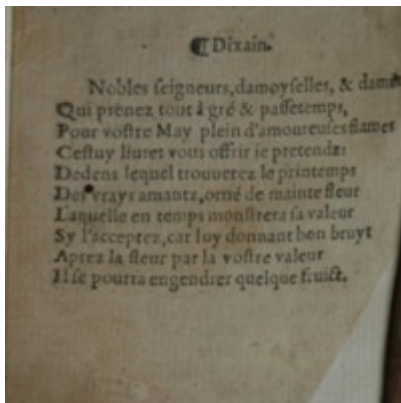 ¶ Dixain.
Nobles ſeigneurs, damoyſelles, & dames
Qui prenez tout à gré & paſſetemps,
Pour voſtre May plein d'amoureuſes flames
Ceſtuy liuret vous offrir ie pretendz:
Dedens lequel trouuerez le printemps
Des vrays amantz, orné de mainte fleur
Laquelle en temps monſtrera ſa valeur
Sy l'acceptez, car luy donnant bon bruyt
Aprez la fleur par la voſtre valeur
Il ſe pourra engendrer quelque fruict.